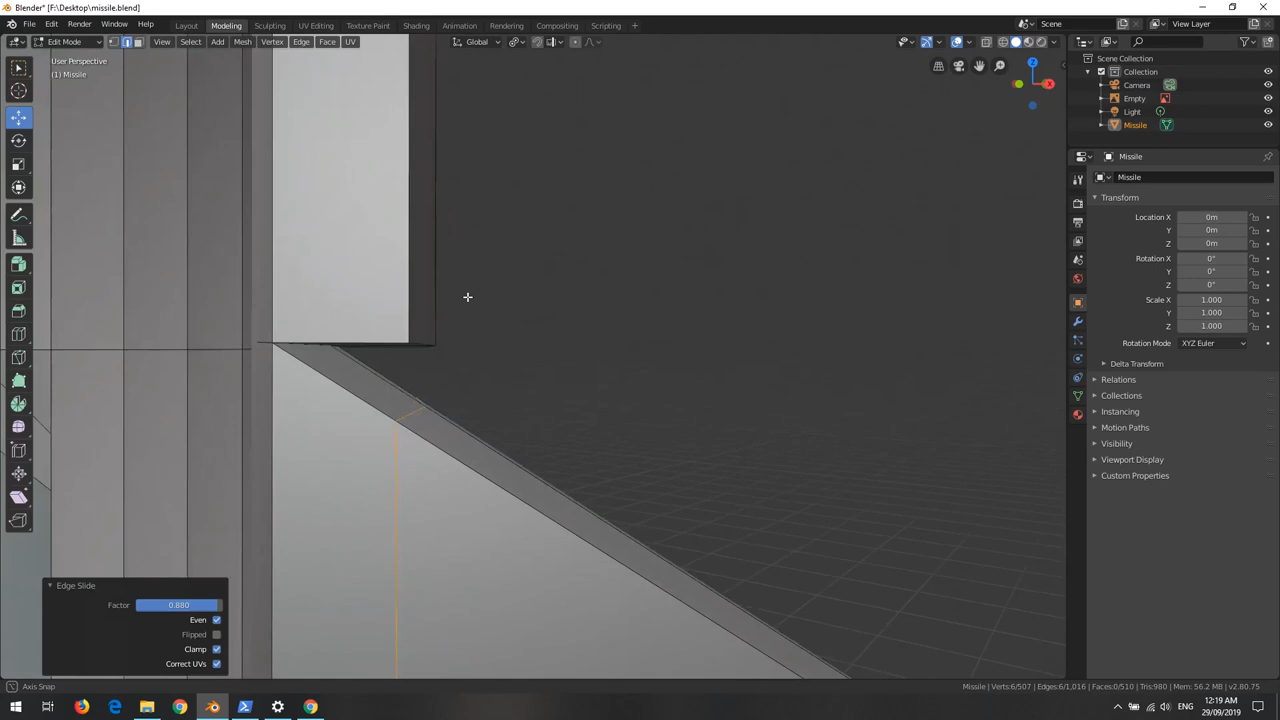 Blender* [F:\Desktop\missile.blend]
File Edit Render Window Help Layout Modeling Sculpting UV Editing Texture Paint Shading Animation Rendering Compositing Scripting Scene View Layer
Edit Mode View Select Add Mesh Vertex Edge Face UV Global
User Perspective
(1) Missile
Scene Collection
Collection
Camera
Empty
Light
Missile
Missile
Missile
Transform
Location X 0m
Y 0m
Z 0m
Rotation X 0°
Y 0°
Z 0°
Scale X 1.000
Y 1.000
Z 1.000
Rotation Mode XYZ Euler
Delta Transform
Relations
Collections
Instancing
Motion Paths
Visibility
Viewport Display
Custom Properties
Z
X
Edge Slide
Factor 0.880
Even
Flipped
Clamp
Correct UVs
Axis Snap
Missile | Verts:6/507 | Edges:6/1,016 | Faces:0/510 | Tris:980 | Mem: 56.2 MB | v2.80.75
ENG
12:19 AM
29/09/2019